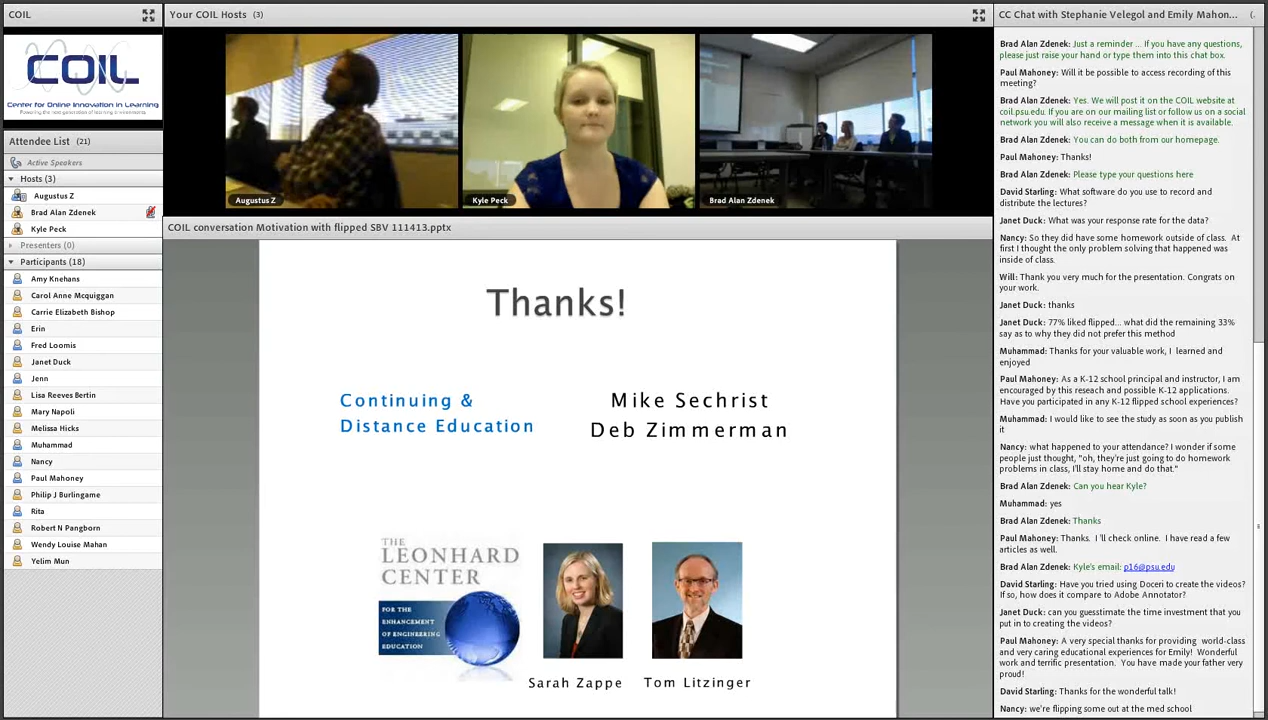 COIL
COIL
Center for Online Innovation in Learning
Powering the next generation of learning environments.
Attendee List (21)
Active Speakers
Hosts (3)
Augustus Z
Brad Alan Zdenek
Kyle Peck
Presenters (0)
Participants (18)
Amy Knehans
Carol Anne Mcquiggan
Carrie Elizabeth Bishop
Erin
Fred Loomis
Janet Duck
Jenn
Lisa Reeves Bertin
Mary Napoli
Melissa Hicks
Muhammad
Nancy
Paul Mahoney
Philip J Burlingame
Rita
Robert N Pangborn
Wendy Louise Mahan
Yelim Mun
Your COIL Hosts (3)
Augustus Z
Kyle Peck
Brad Alan Zdenek
COIL conversation Motivation with flipped SBV 111413.pptx
Thanks!
Continuing &
Distance Education
Mike Sechrist
Deb Zimmerman
THE
LEONHARD
CENTER
FOR THE
ENHANCEMENT
OF ENGINEERING
EDUCATION
Sarah Zappe
Tom Litzinger
CC Chat with Stephanie Velegol and Emily Mahon...
Brad Alan Zdenek: Just a reminder ... If you have any questions,
please just raise your hand or type them into this chat box.
Paul Mahoney: Will it be possible to access recording of this
meeting?
Brad Alan Zdenek: Yes. We will post it on the COIL website at
coil.psu.edu. If you are on our mailing list or follow us on a social
network you will also receive a message when it is available.
Brad Alan Zdenek: You can do both from our homepage.
Paul Mahoney: Thanks!
Brad Alan Zdenek: Please type your questions here
David Starling: What software do you use to record and
distribute the lectures?
Janet Duck: What was your response rate for the data?
Nancy: So they did have some homework outside of class. At
first I thought the only problem solving that happened was
inside of class.
Will: Thank you very much for the presentation. Congrats on
your work.
Janet Duck: thanks
Janet Duck: 77% liked flipped... what did the remaining 33%
say as to why they did not prefer this method
Muhammad: Thanks for your valuable work, I learned and
enjoyed
Paul Mahoney: As a K-12 school principal and instructor, I am
encouraged by this reseach and possible K-12 applications.
Have you participated in any K-12 flipped school experiences?
Muhammad: I would like to see the study as soon as you publish
it
Nancy: what happened to your attendance? I wonder if some
people just thought, "oh, they're just going to do homework
problems in class, I'll stay home and do that."
Brad Alan Zdenek: Can you hear Kyle?
Muhammad: yes
Brad Alan Zdenek: Thanks
Paul Mahoney: Thanks. I 'll check online. I have read a few
articles as well.
Brad Alan Zdenek: Kyle's email: p16@psu.edu
David Starling: Have you tried using Doceri to create the videos?
If so, how does it compare to Adobe Annotator?
Janet Duck: can you guesstimate the time investment that you
put in to creating the videos?
Paul Mahoney: A very special thanks for providing world-class
and very caring educational experiences for Emily! Wonderful
work and terrific presentation. You have made your father very
proud!
David Starling: Thanks for the wonderful talk!
Nancy: we're flipping some out at the med school